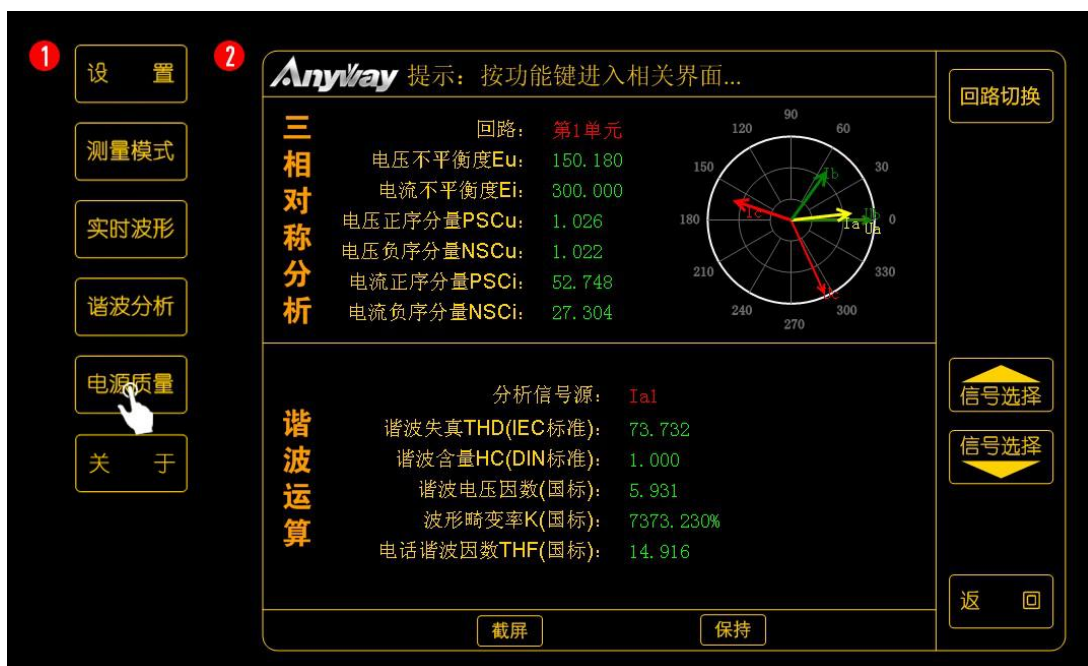 1
设 置
测量模式
实时波形
谐波分析
电源质量
关 于
2
Anyway 提示：按功能键进入相关界面...
三相对称分析
回路： 第1单元
电压不平衡度Eu： 150.180
电流不平衡度Ei： 300.000
电压正序分量PSCu： 1.026
电压负序分量NSCu： 1.022
电流正序分量PSCi： 52.748
电流负序分量NSCi： 27.304
90
120 60
150 30
180 0
210 330
240 300
270
Ib
Ic
Ia Ua
Ub
Uc
谐波运算
分析信号源： Ia1
谐波失真THD(IEC标准)： 73.732
谐波含量HC(DIN标准)： 1.000
谐波电压因数(国标)： 5.931
波形畸变率K(国标)： 7373.230%
电话谐波因数THF(国标)： 14.916
截屏 保持
回路切换
信号选择
信号选择
返 回